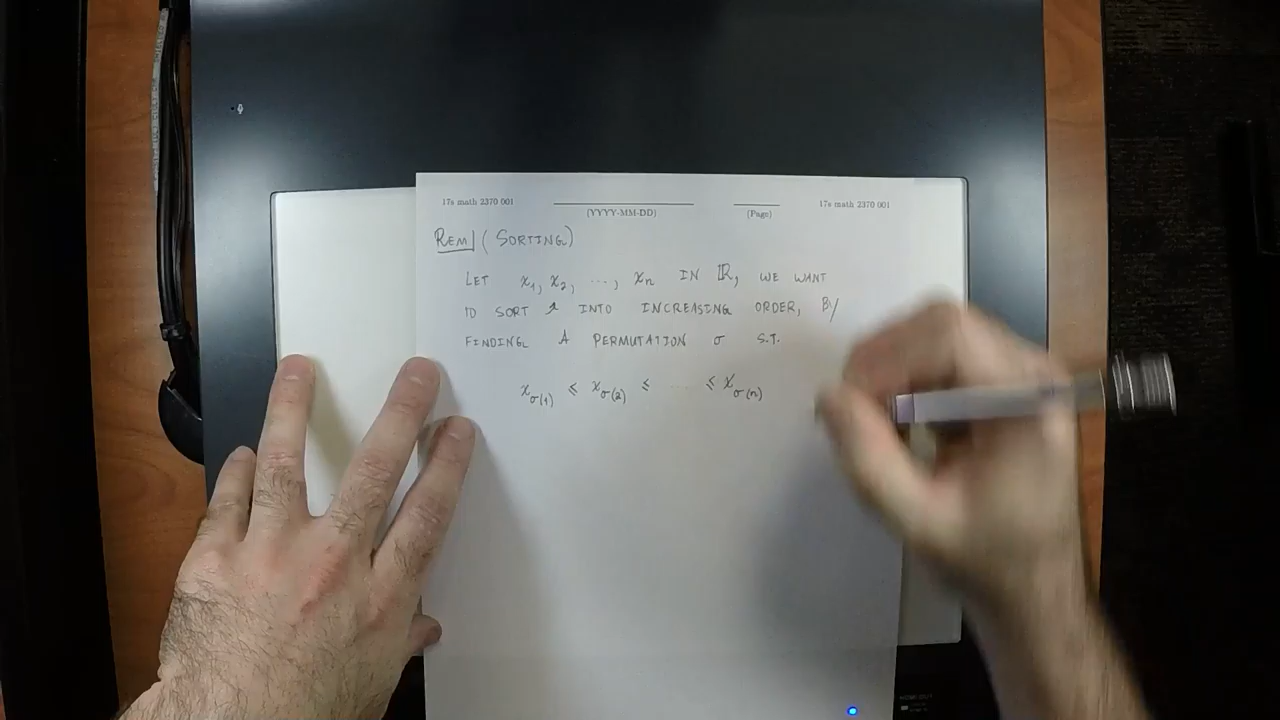 17s math 2370 001 (YYYY-MM-DD) (Page) 17s math 2370 001
REM (SORTING)
LET x₁, x₂, ..., xₙ IN ℝ, WE WANT
TO SORT INTO INCREASING ORDER, BY
FINDING A PERMUTATION σ S.T.
x_σ(1) ≤ x_σ(2) ≤ .... ≤ x_σ(n)